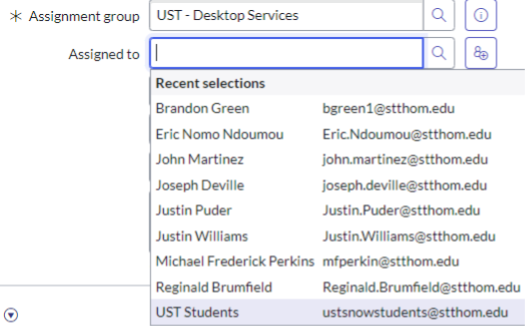 Assignment group UST - Desktop Services
Assigned to
Recent selections
Brandon Green bgreen1@stthom.edu
Eric Nomo Ndoumou Eric.Ndoumou@stthom.edu
John Martinez john.martinez@stthom.edu
Joseph Deville joseph.deville@stthom.edu
Justin Puder Justin.Puder@stthom.edu
Justin Williams Justin.Williams@stthom.edu
Michael Frederick Perkins mfperkin@stthom.edu
Reginald Brumfield Reginald.Brumfield@stthom.edu
UST Students ustsnowstudents@stthom.edu